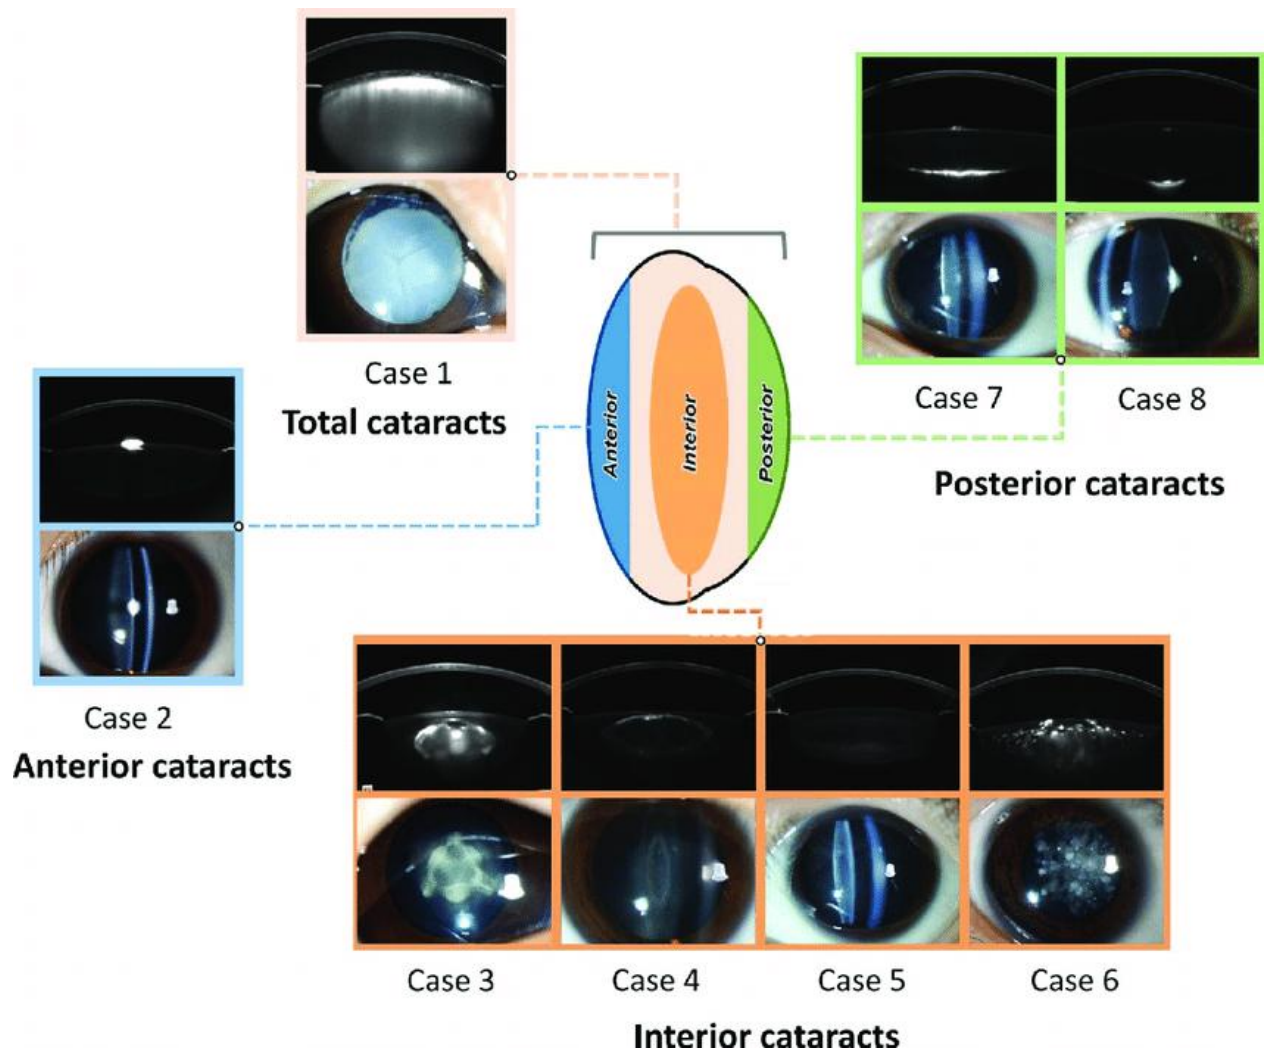 Case 1
Total cataracts
Case 7
Case 8
Posterior cataracts
Anterior
Interior
Posterior
Case 2
Anterior cataracts
Case 3
Case 4
Case 5
Case 6
Interior cataracts